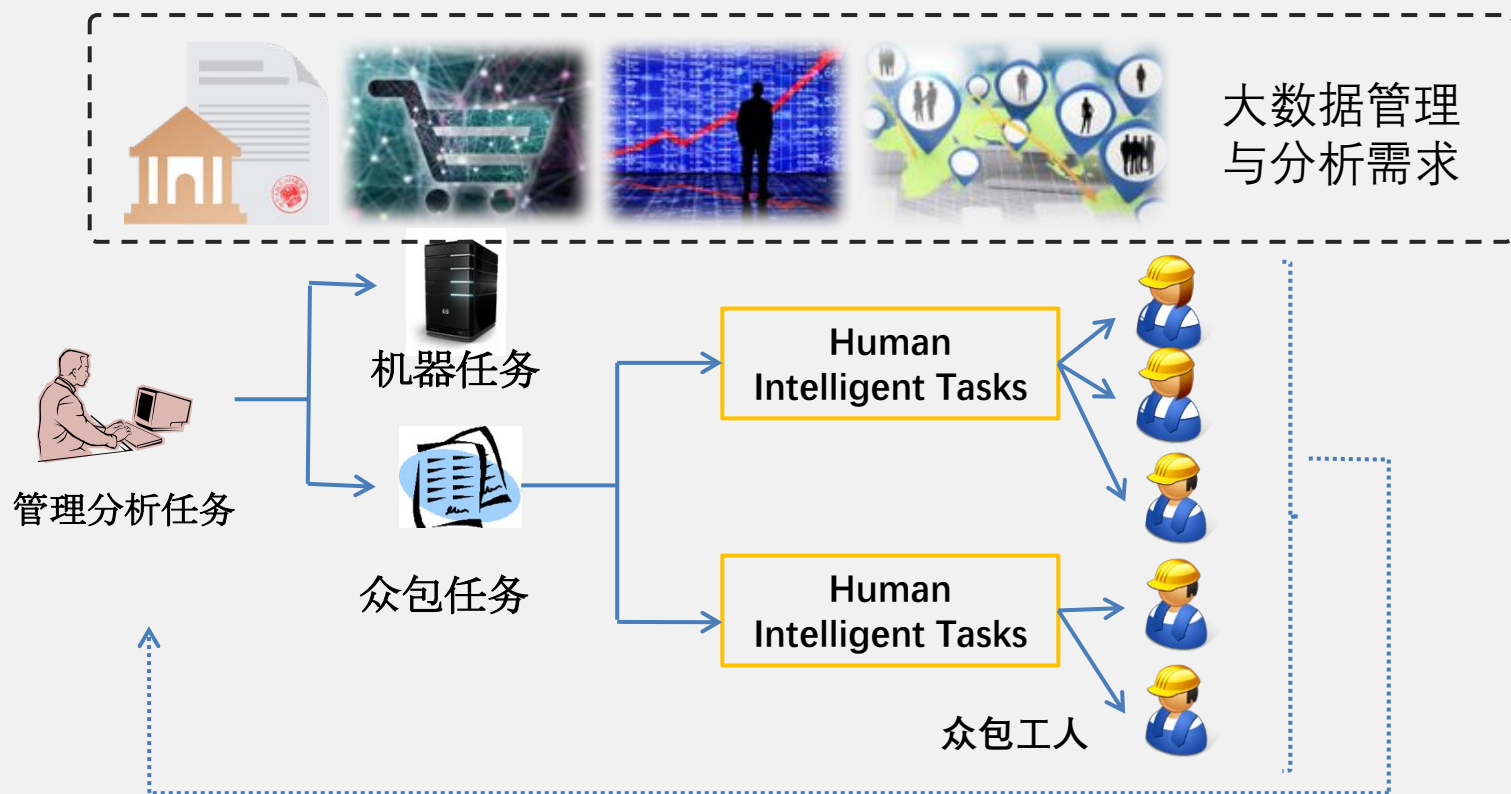 大数据管理
与分析需求
机器任务
Human
Intelligent Tasks
管理分析任务
众包任务
Human
Intelligent Tasks
众包工人